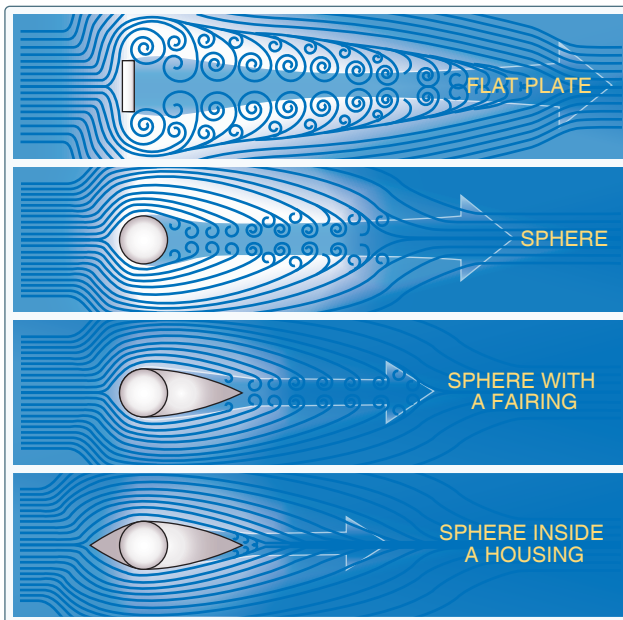 FLAT PLATE
SPHERE
SPHERE WITH
A FAIRING
SPHERE INSIDE
A HOUSING